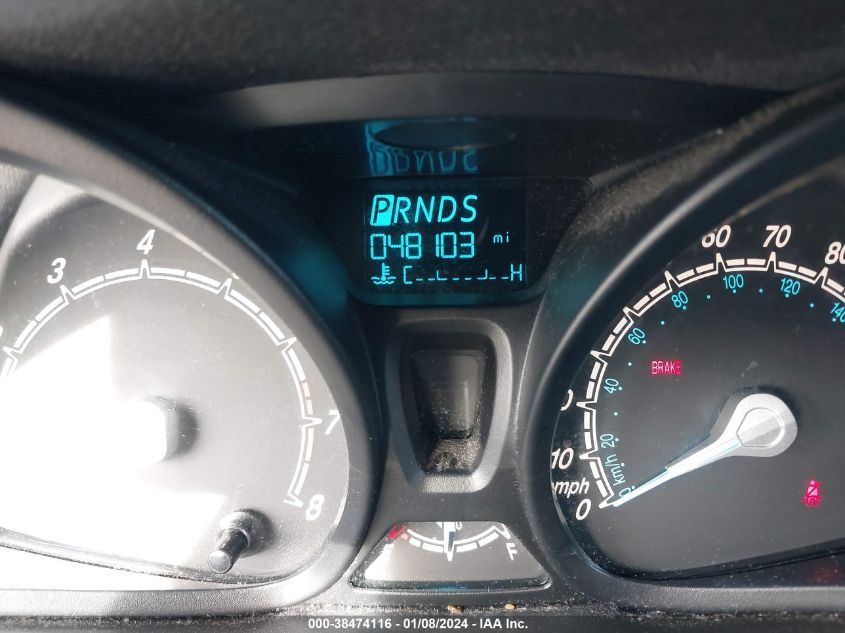 PRNDS
048103 mi
C H
3 4 7 8
0 10 60 70 80
mph
0 20 40 60 80 100 120 140
km/h
BRAKE
F
000-38474116 - 01/08/2024 - IAA Inc.